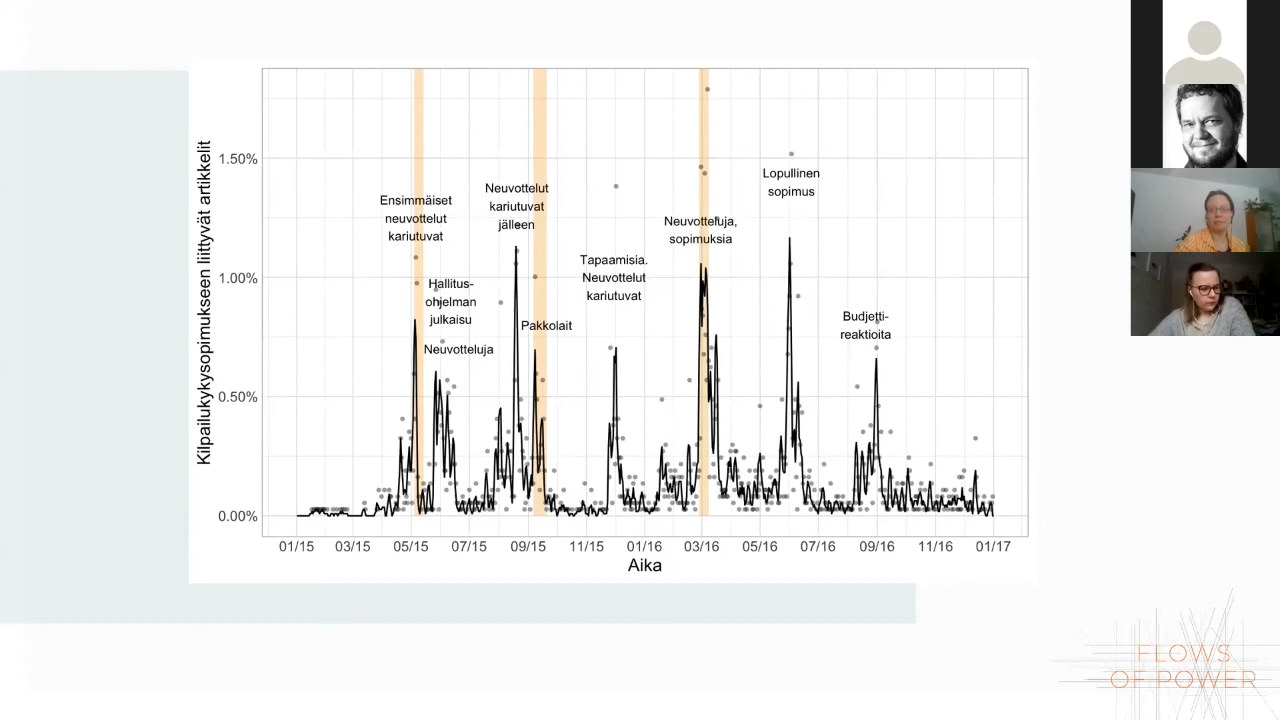 Kilpailukykysopimukseen liittyvät artikkelit
1.50%
1.00%
0.50%
0.00%
Ensimmäiset
neuvottelut
kariutuvat
Hallitus-
ohjelman
julkaisu
Neuvotteluja
Neuvottelut
kariutuvat
jälleen
Pakkolait
Tapaamisia.
Neuvottelut
kariutuvat
Neuvotteluja,
sopimuksia
Lopullinen
sopimus
Budjetti-
reaktioita
01/15 03/15 05/15 07/15 09/15 11/15 01/16 03/16 05/16 07/16 09/16 11/16 01/17
Aika
FLOWS
OF POWER